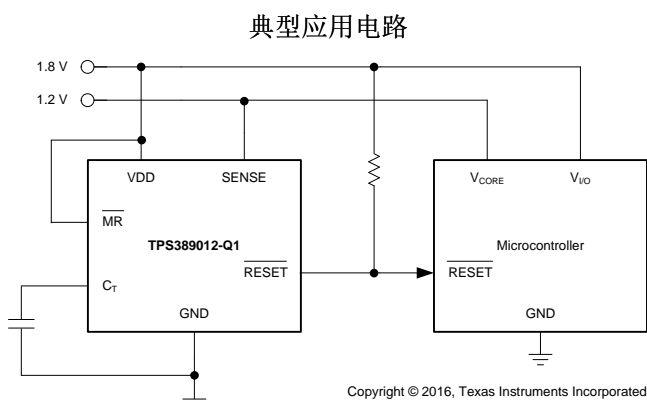 典型应用电路
1.8 V
1.2 V
VDD
SENSE
V_CORE
V_I/O
MR
TPS389012-Q1
Microcontroller
RESET
RESET
C_T
GND
GND
Copyright © 2016, Texas Instruments Incorporated